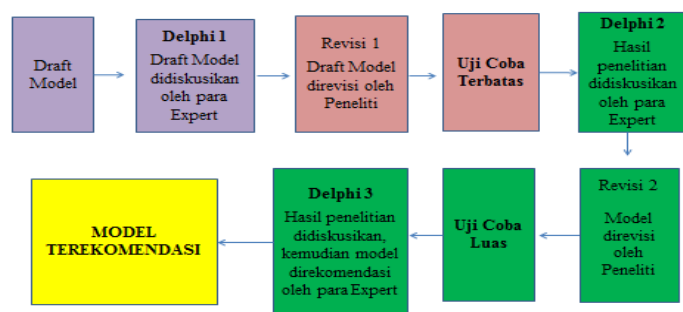 Draft
Model
Delphi 1
Draft Model
didiskusikan
oleh para
Expert
Revisi 1
Draft Model
direvisi oleh
Peneliti
Uji Coba
Terbatas
Delphi 2
Hasil
penelitian
didiskusikan
oleh para
Expert
Revisi 2
Model
direvisi
oleh
Peneliti
Uji Coba
Luas
Delphi 3
Hasil penelitian
didiskusikan,
kemudian model
direkomendasi
oleh para Expert
MODEL
TEREKOMENDASI